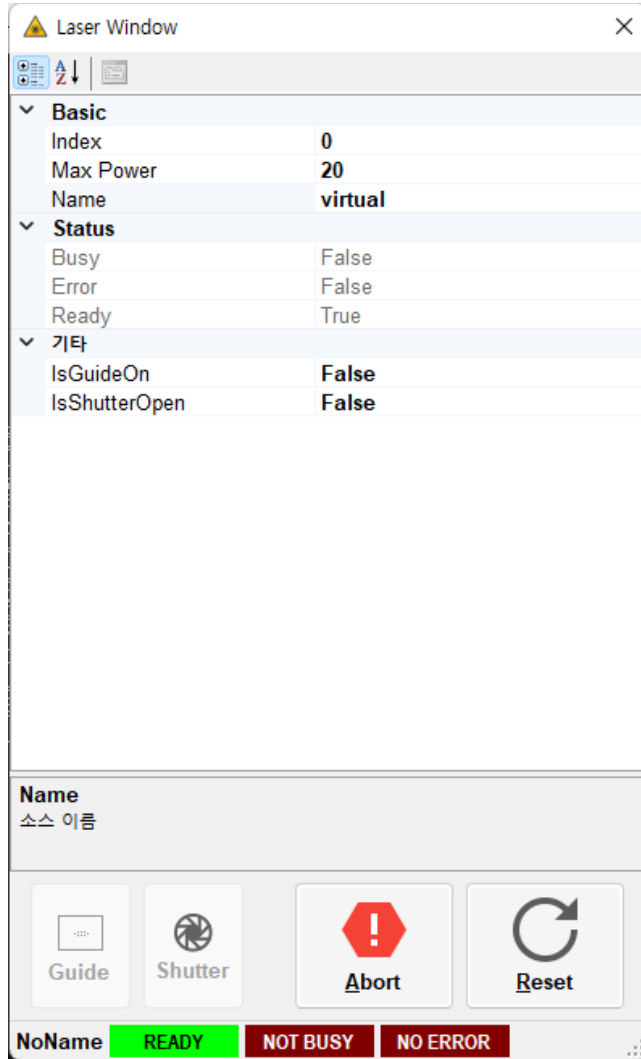 Laser Window
Basic
Index 0
Max Power 20
Name virtual
Status
Busy False
Error False
Ready True
기타
IsGuideOn False
IsShutterOpen False
Name
소스 이름
Guide Shutter Abort Reset
NoName READY NOT BUSY NO ERROR